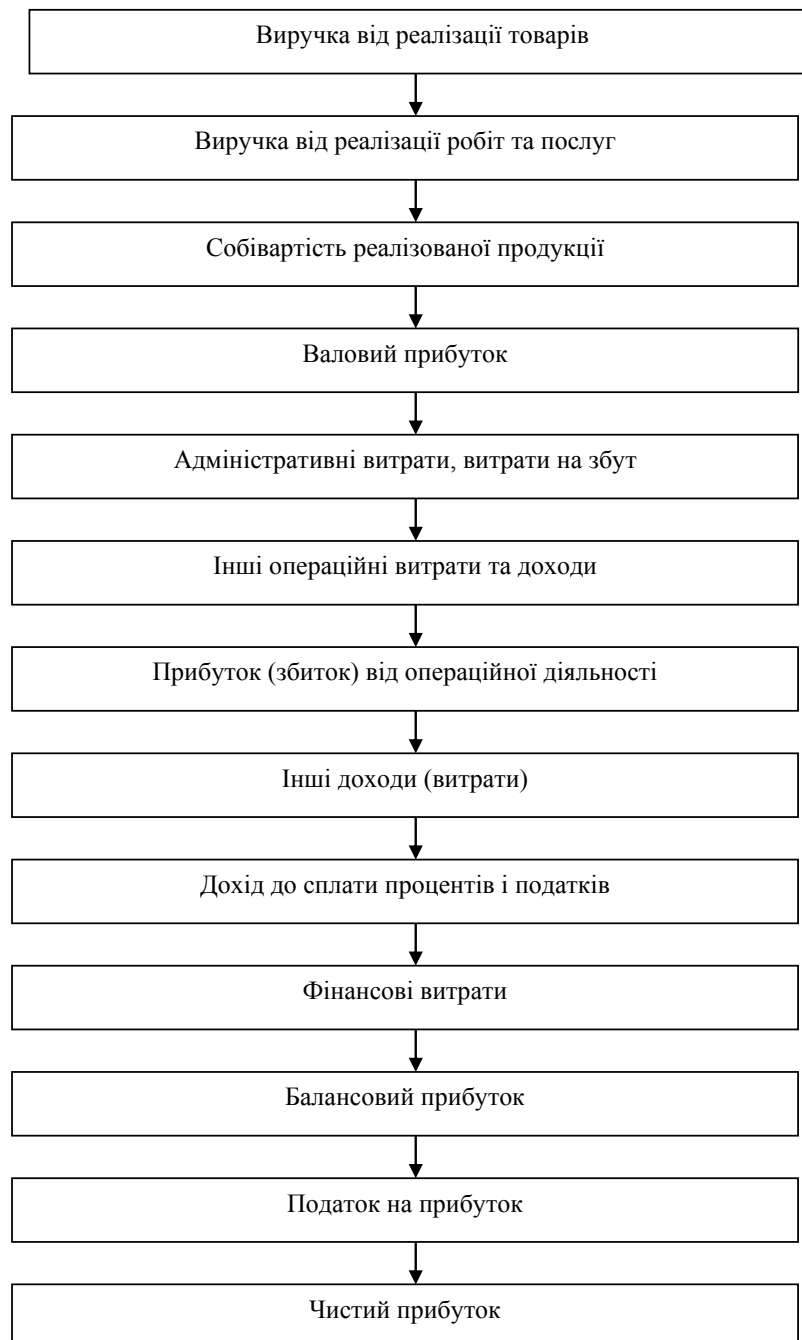 Виручка від реалізації товарів
Виручка від реалізації робіт та послуг
Собівартість реалізованої продукції
Валовий прибуток
Адміністративні витрати, витрати на збут
Інші операційні витрати та доходи
Прибуток (збиток) від операційної діяльності
Інші доходи (витрати)
Дохід до сплати процентів і податків
Фінансові витрати
Балансовий прибуток
Податок на прибуток
Чистий прибуток